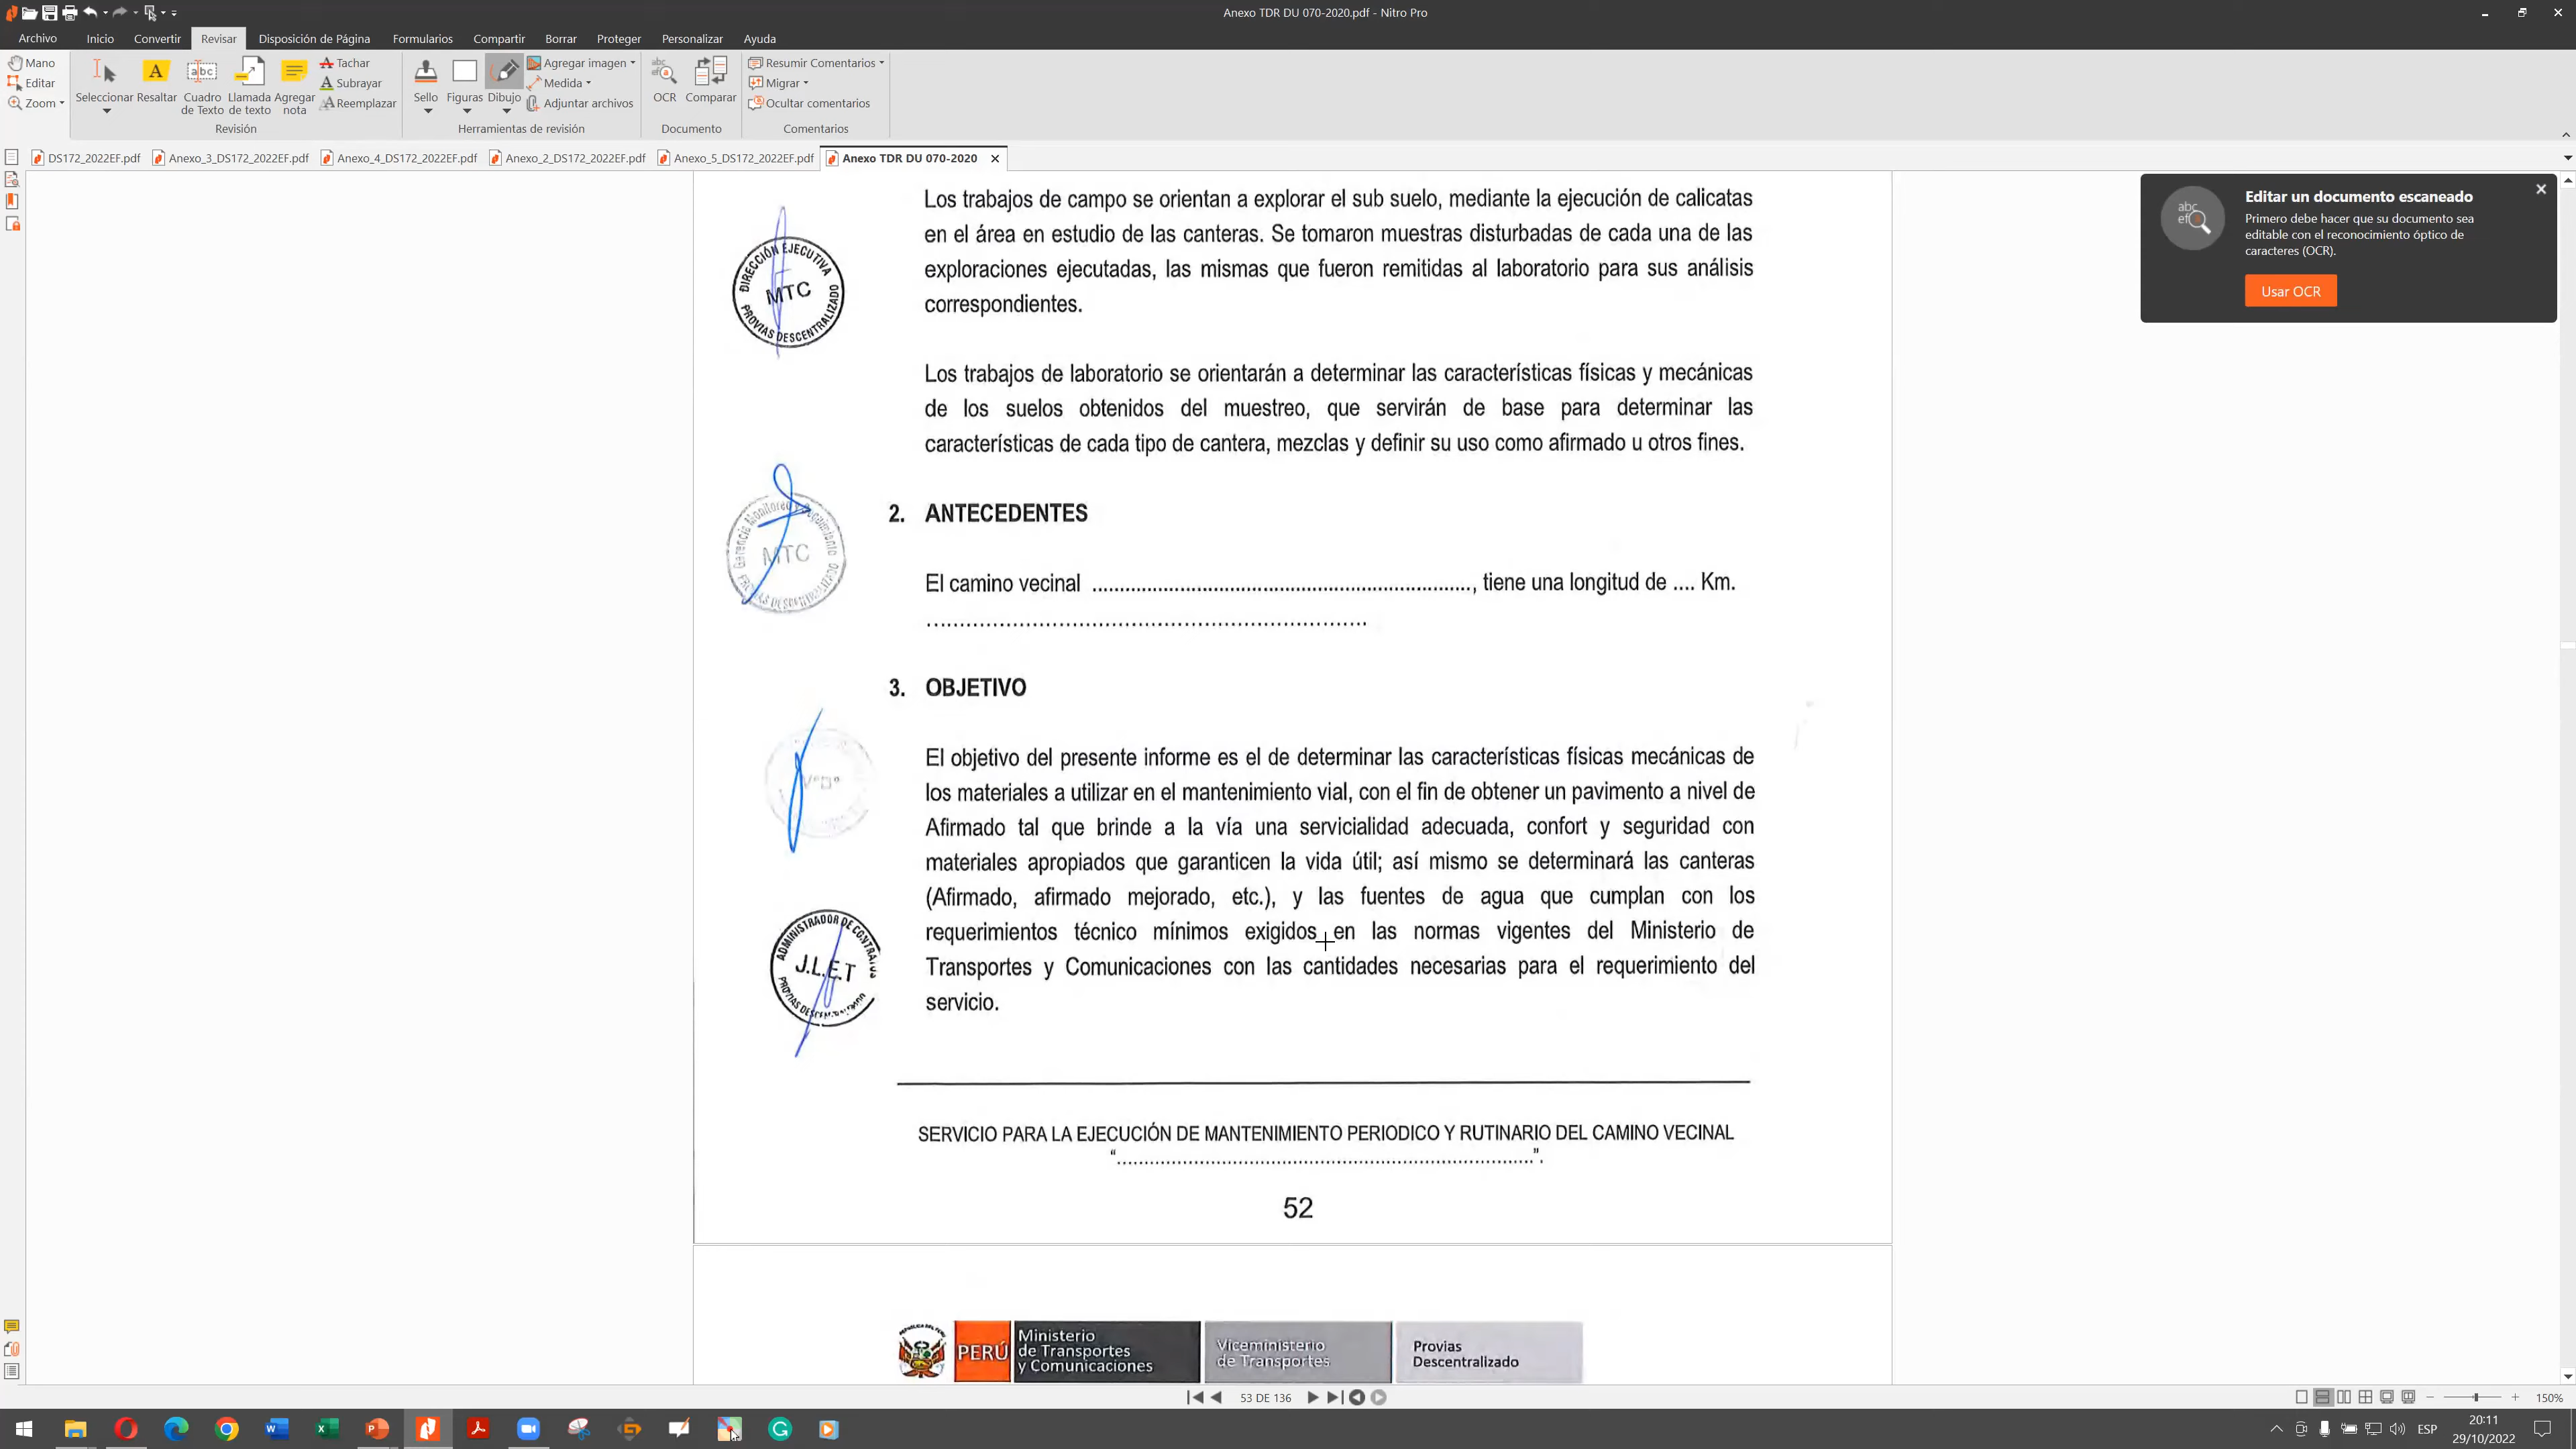 Anexo TDR DU 070-2020.pdf - Nitro Pro
Archivo Inicio Convertir Revisar Disposición de Página Formularios Compartir Borrar Proteger Personalizar Ayuda
Mano
Editar
Zoom
Seleccionar
Resaltar
Cuadro de Texto
Llamada de texto
Agregar nota
Tachar
Subrayar
Reemplazar
Revisión
Sello
Figuras
Dibujo
Agregar imagen
Medida
Adjuntar archivos
Herramientas de revisión
OCR
Comparar
Documento
Resumir Comentarios
Migrar
Ocultar comentarios
Comentarios
DS172_2022EF.pdf Anexo_3_DS172_2022EF.pdf Anexo_4_DS172_2022EF.pdf Anexo_2_DS172_2022EF.pdf Anexo_5_DS172_2022EF.pdf Anexo TDR DU 070-2020
Editar un documento escaneado
Primero debe hacer que su documento sea
editable con el reconocimiento óptico de
caracteres (OCR).
Usar OCR
Los trabajos de campo se orientan a explorar el sub suelo, mediante la ejecución de calicatas
en el área en estudio de las canteras. Se tomaron muestras disturbadas de cada una de las
exploraciones ejecutadas, las mismas que fueron remitidas al laboratorio para sus análisis
correspondientes.
DIRECCIÓN EJECUTIVA
MTC
PROVIAS DESCENTRALIZADO
Los trabajos de laboratorio se orientarán a determinar las características físicas y mecánicas
de los suelos obtenidos del muestreo, que servirán de base para determinar las
características de cada tipo de cantera, mezclas y definir su uso como afirmado u otros fines.
Gerencia Monitoreo y Seguimiento
MTC
PROVIAS DESCENTRALIZADO
2. ANTECEDENTES
El camino vecinal ......................................................................, tiene una longitud de .... Km.
..............................................................................
3. OBJETIVO
El objetivo del presente informe es el de determinar las características físicas mecánicas de
los materiales a utilizar en el mantenimiento vial, con el fin de obtener un pavimento a nivel de
Afirmado tal que brinde a la vía una servicialidad adecuada, confort y seguridad con
materiales apropiados que garanticen la vida útil; así mismo se determinará las canteras
(Afirmado, afirmado mejorado, etc.), y las fuentes de agua que cumplan con los
requerimientos técnico mínimos exigidos en las normas vigentes del Ministerio de
Transportes y Comunicaciones con las cantidades necesarias para el requerimiento del
servicio.
V°B°
ADMINISTRADOR DE CONTRATOS
J.L.E.T
PROVIAS DESCENTRALIZADO
SERVICIO PARA LA EJECUCIÓN DE MANTENIMIENTO PERIODICO Y RUTINARIO DEL CAMINO VECINAL
“...........................................................................”.
52
PERÚ
Ministerio
de Transportes
y Comunicaciones
Viceministerio
de Transportes
Provias
Descentralizado
53 DE 136
150%
ESP
20:11
29/10/2022